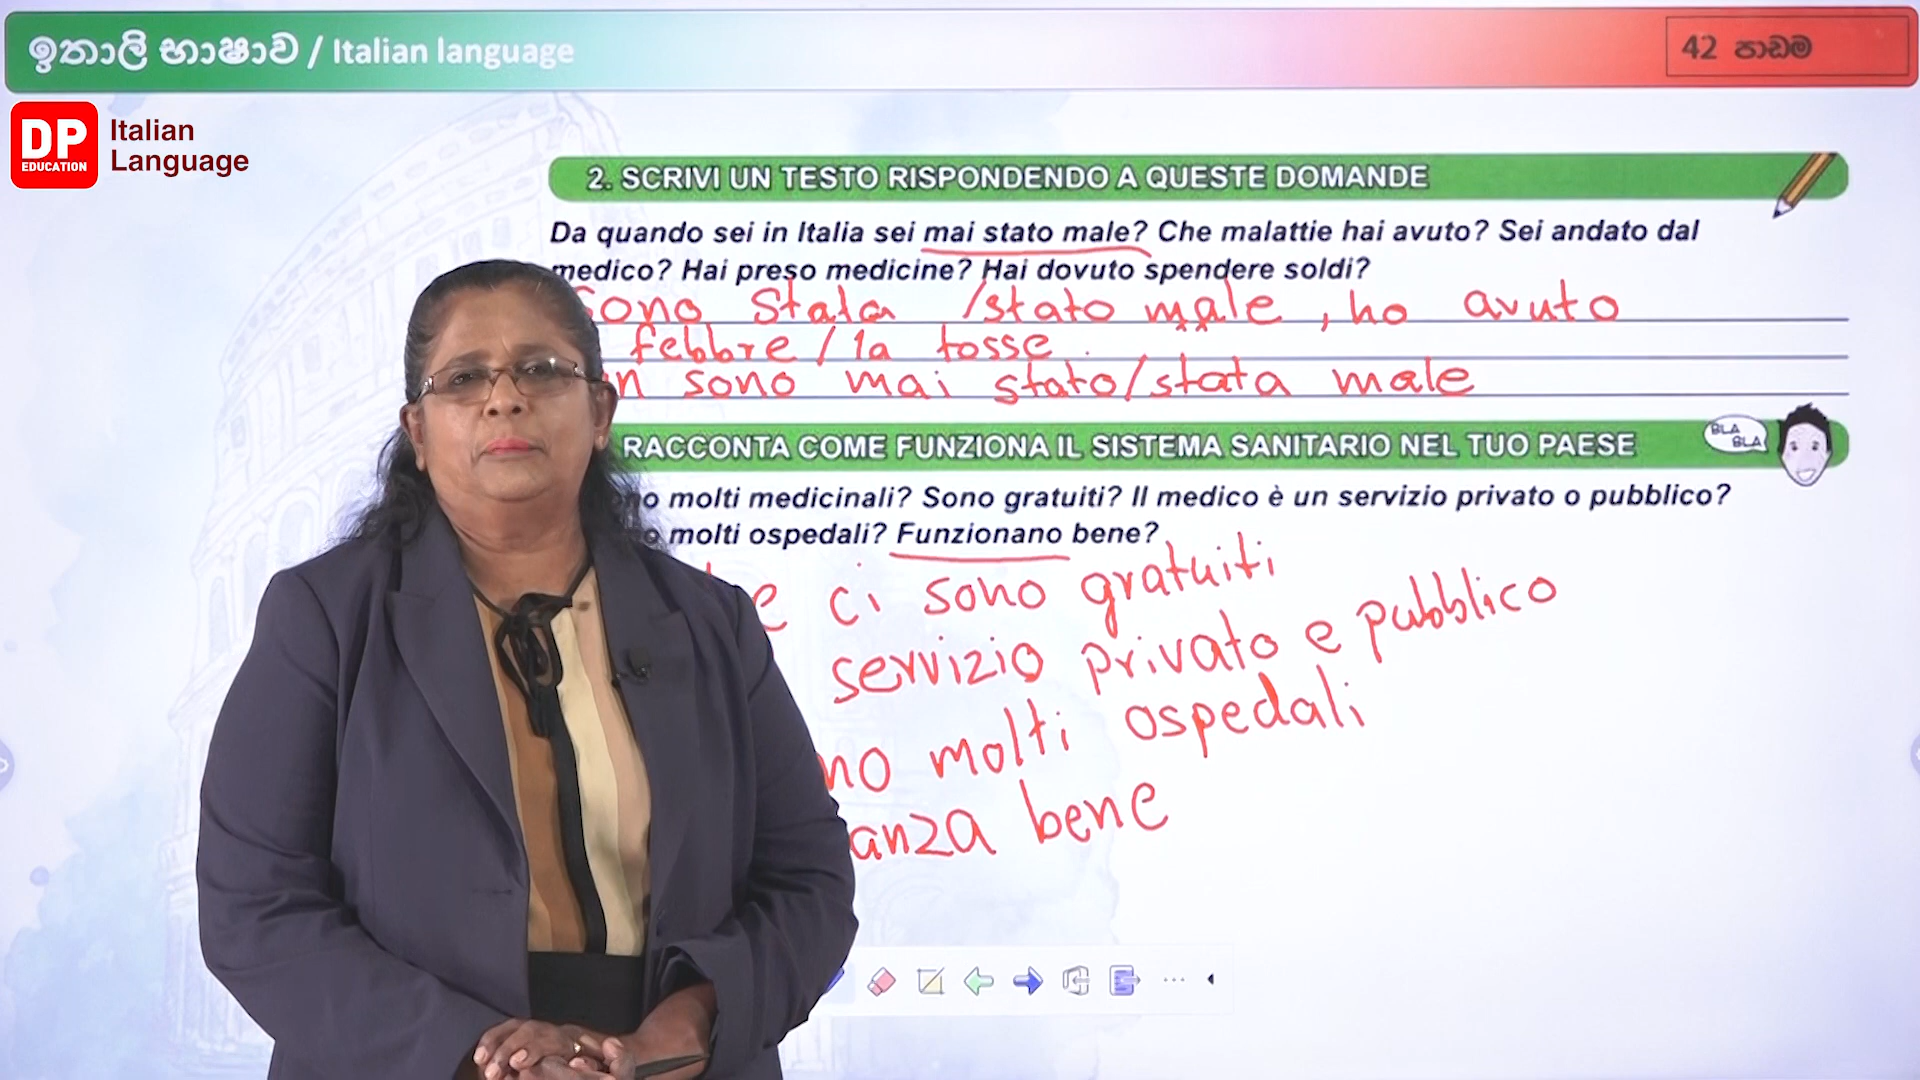 ඉතාලි භාෂාව / Italian language
42 පාඩම
DP
EDUCATION
Italian
Language
2. SCRIVI UN TESTO RISPONDENDO A QUESTE DOMANDE
Da quando sei in Italia sei mai stato male? Che malattie hai avuto? Sei andato dal
medico? Hai preso medicine? Hai dovuto spendere soldi?
Sono stata /stato male, ho avuto
febbre / la tosse.
sono mai stato/stata male
RACCONTA COME FUNZIONA IL SISTEMA SANITARIO NEL TUO PAESE
BLA
BLA
molti medicinali? Sono gratuiti? Il medico è un servizio privato o pubblico?
molti ospedali? Funzionano bene?
ci sono gratuiti
servizio privato e pubblico
molti ospedali
bene